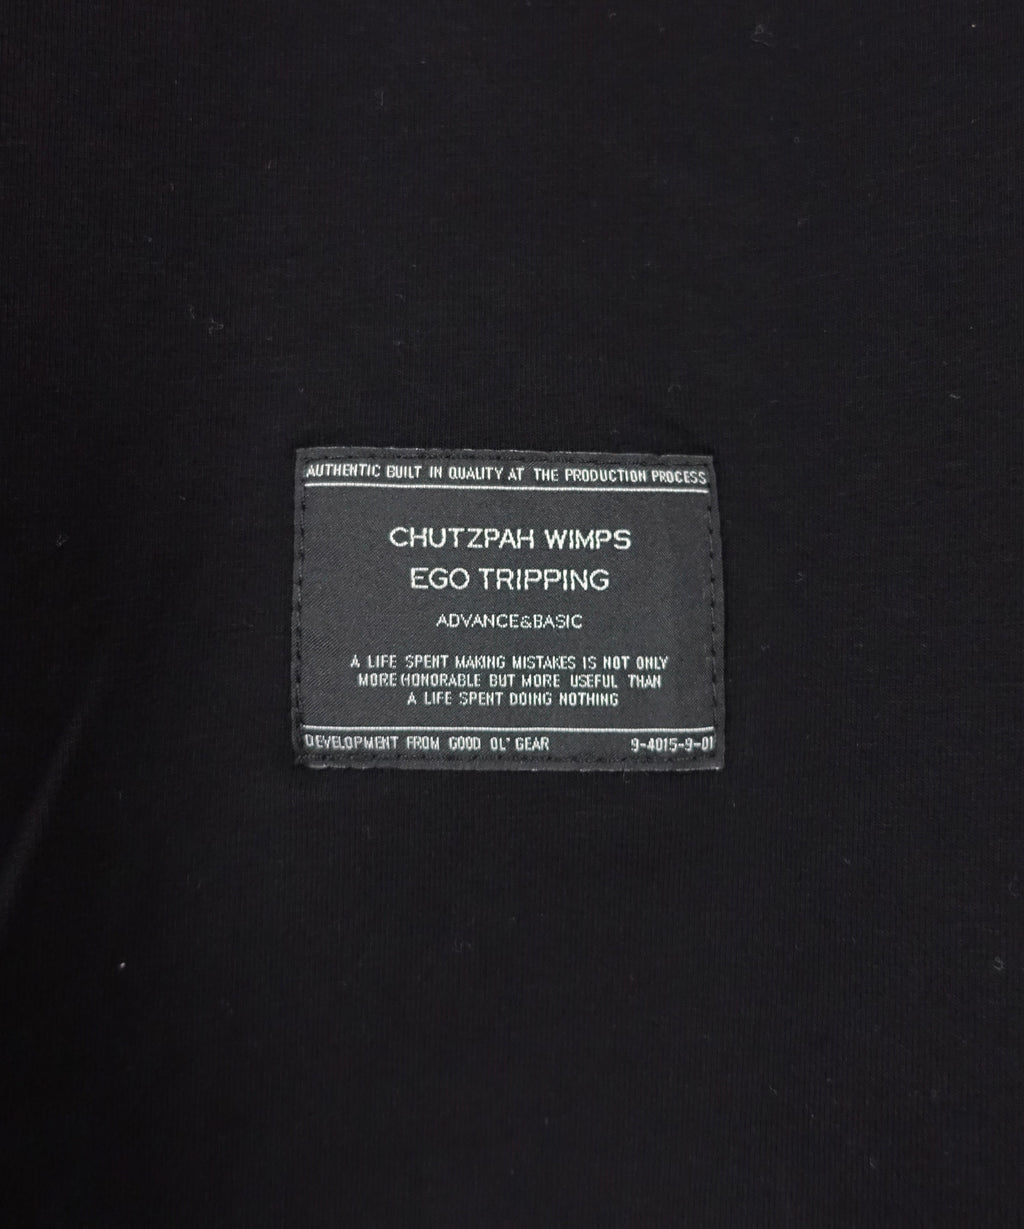 AUTHENTIC BUILT IN QUALITY AT THE PRODUCTION PROCESS
CHUTZPAH WIMPS
EGO TRIPPING
ADVANCE&BASIC
A LIFE SPENT MAKING MISTAKES IS NOT ONLY
MORE HONORABLE BUT MORE USEFUL THAN
A LIFE SPENT DOING NOTHING
DEVELOPMENT FROM GOOD OL' GEAR 9-4015-9-01